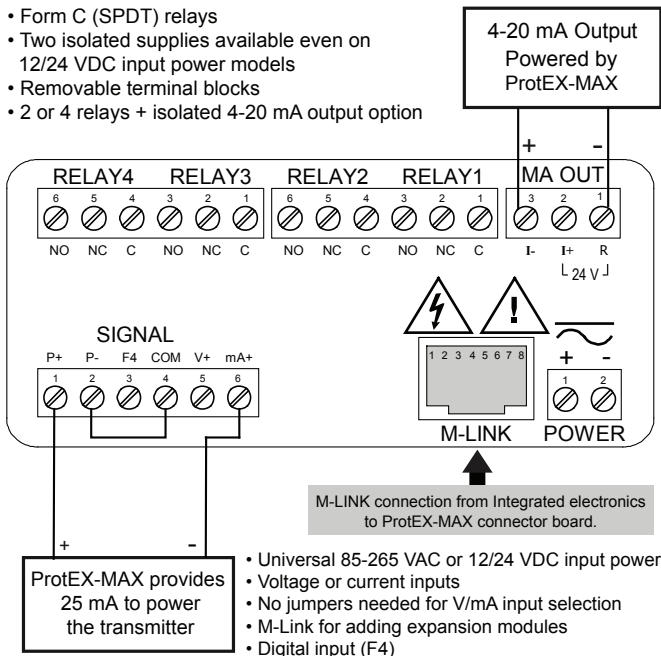 • Form C (SPDT) relays
• Two isolated supplies available even on
12/24 VDC input power models
• Removable terminal blocks
• 2 or 4 relays + isolated 4-20 mA output option
4-20 mA Output
Powered by
ProtEX-MAX
+ -
RELAY4 RELAY3 RELAY2 RELAY1 MA OUT
6 5 4 3 2 1 6 5 4 3 2 1 3 2 1
NO NC C NO NC C NO NC C NO NC C I- I+ R
24 V
SIGNAL
P+ P- F4 COM V+ mA+
1 2 3 4 5 6
1 2 3 4 5 6 7 8
+ -
1 2
M-LINK POWER
M-LINK connection from Integrated electronics
to ProtEX-MAX connector board.
+ -
ProtEX-MAX provides
25 mA to power
the transmitter
• Universal 85-265 VAC or 12/24 VDC input power
• Voltage or current inputs
• No jumpers needed for V/mA input selection
• M-Link for adding expansion modules
• Digital input (F4)